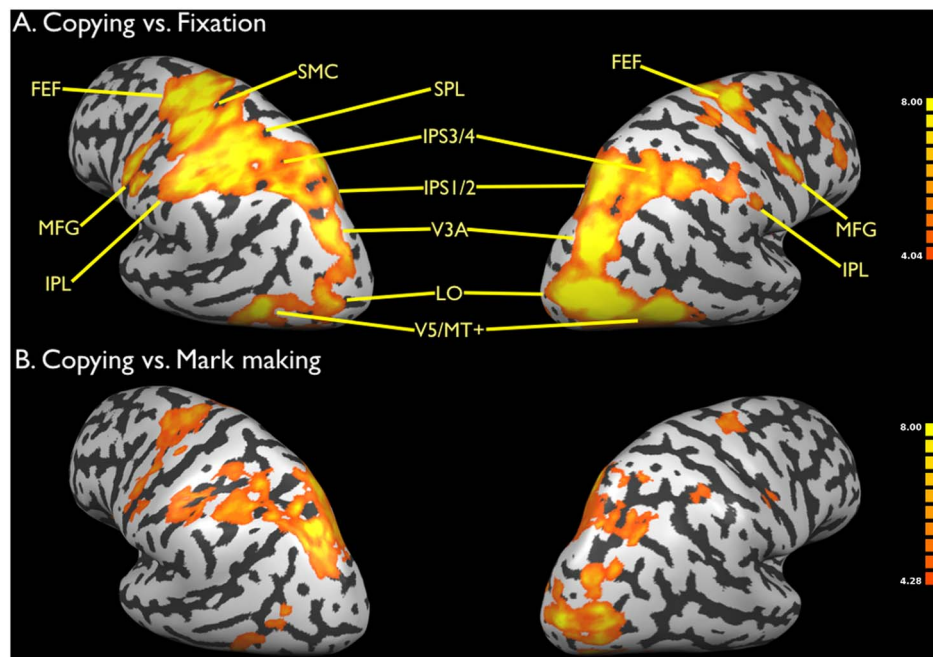 A. Copying vs. Fixation
FEF
SMC
SPL
IPS3/4
IPS1/2
V3A
LO
V5/MT+
MFG
IPL
FEF
MFG
IPL
8.00
4.04
B. Copying vs. Mark making
8.00
4.28